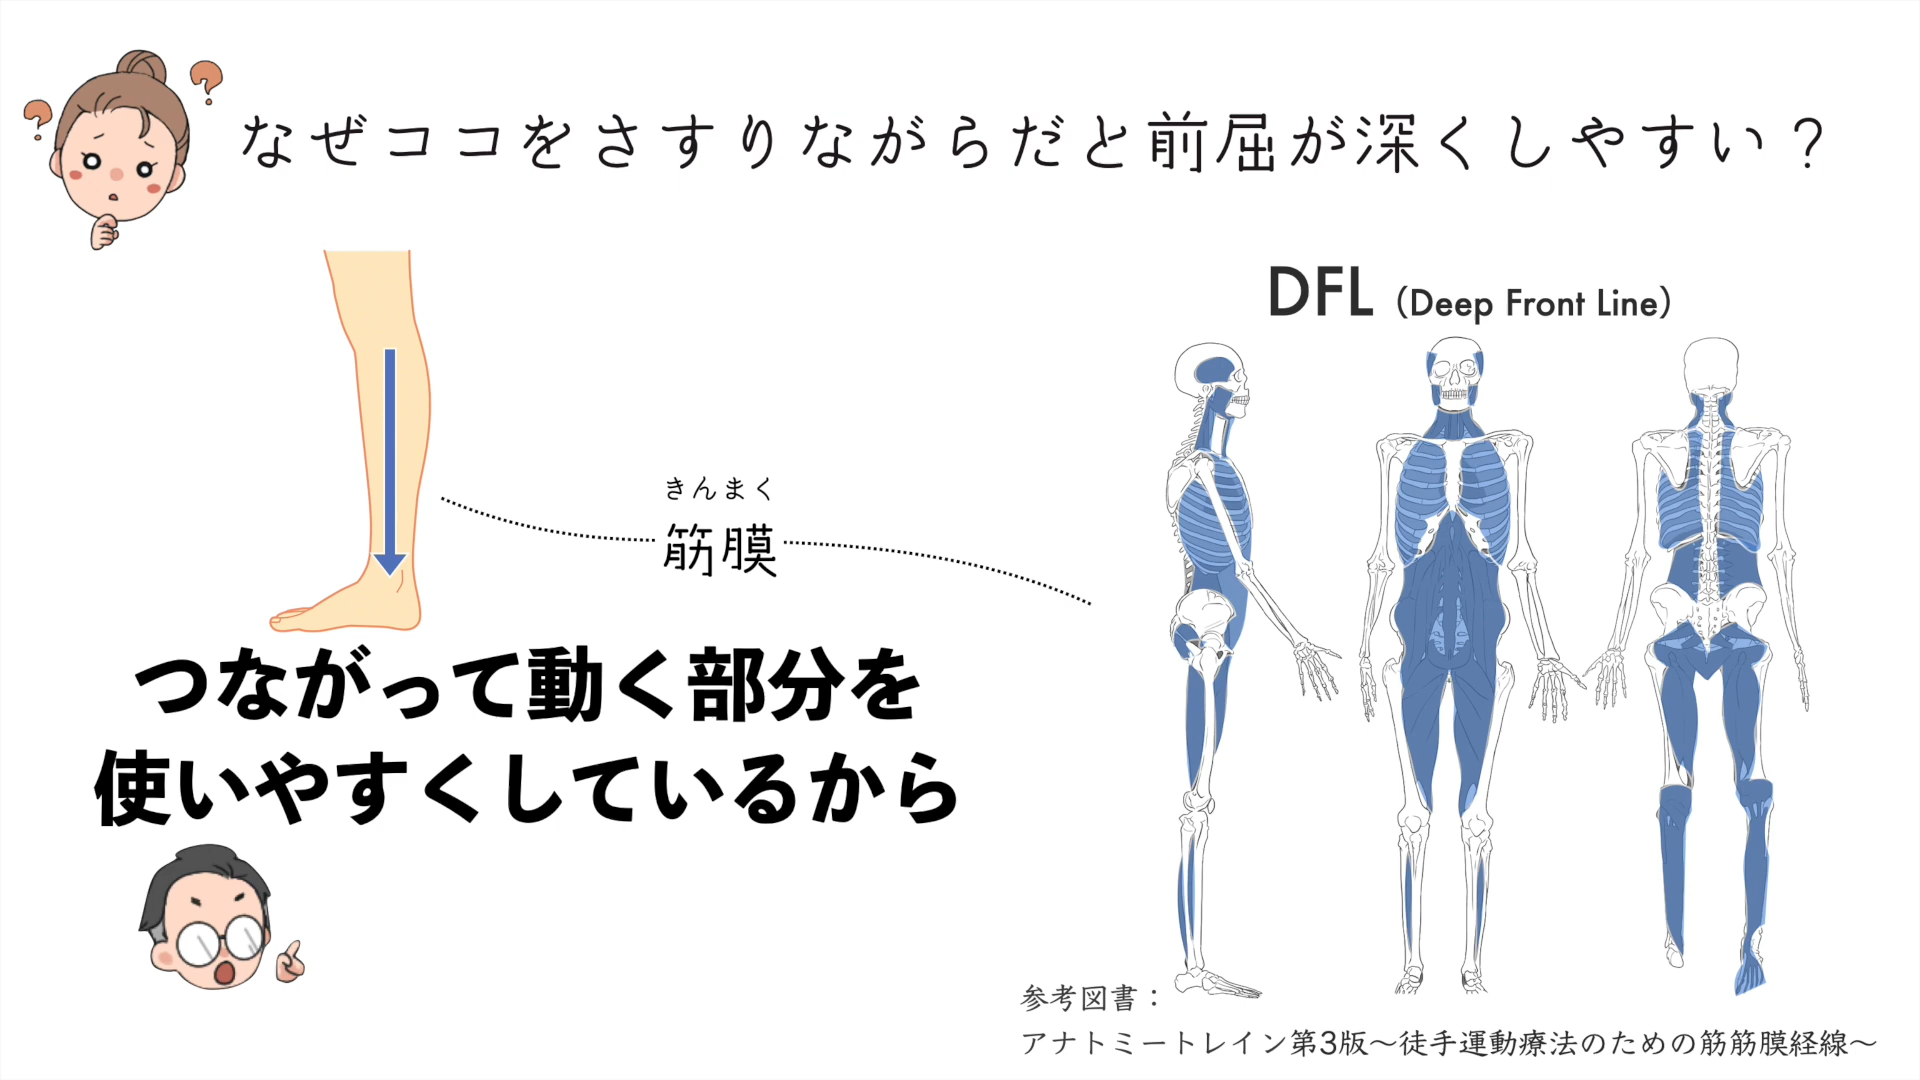 なぜココをさすりながらだと前屈が深くしやすい？
DFL（Deep Front Line）
きんまく
筋膜
つながって動く部分を
使いやすくしているから
参考図書：
アナトミートレイン第3版〜徒手運動療法のための筋筋膜経線〜